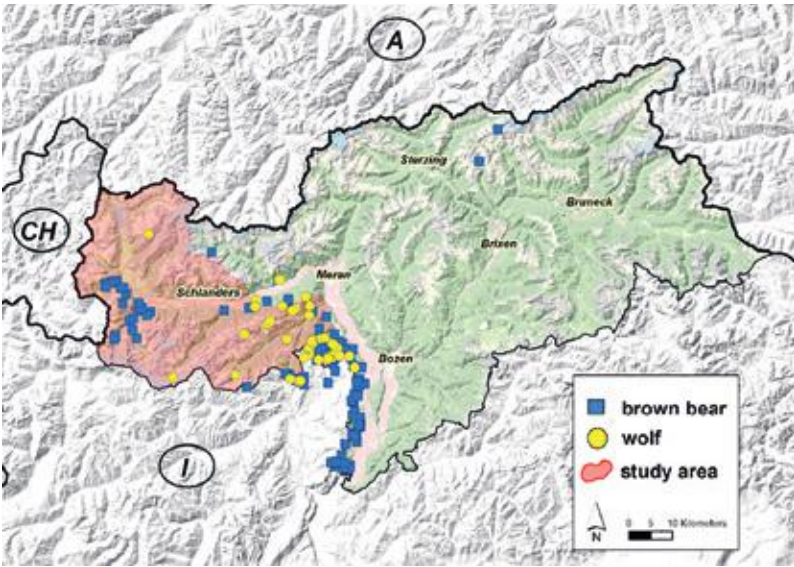 A
Sterzing
Bruneck
CH
Brixen
Meran
Schlanders
Bozen
brown bear
wolf
I
study area
0 5 10 Kilometers
N